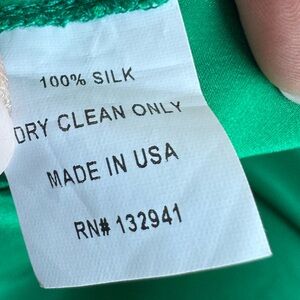 100% SILK
DRY CLEAN ONLY
MADE IN USA
RN# 132941